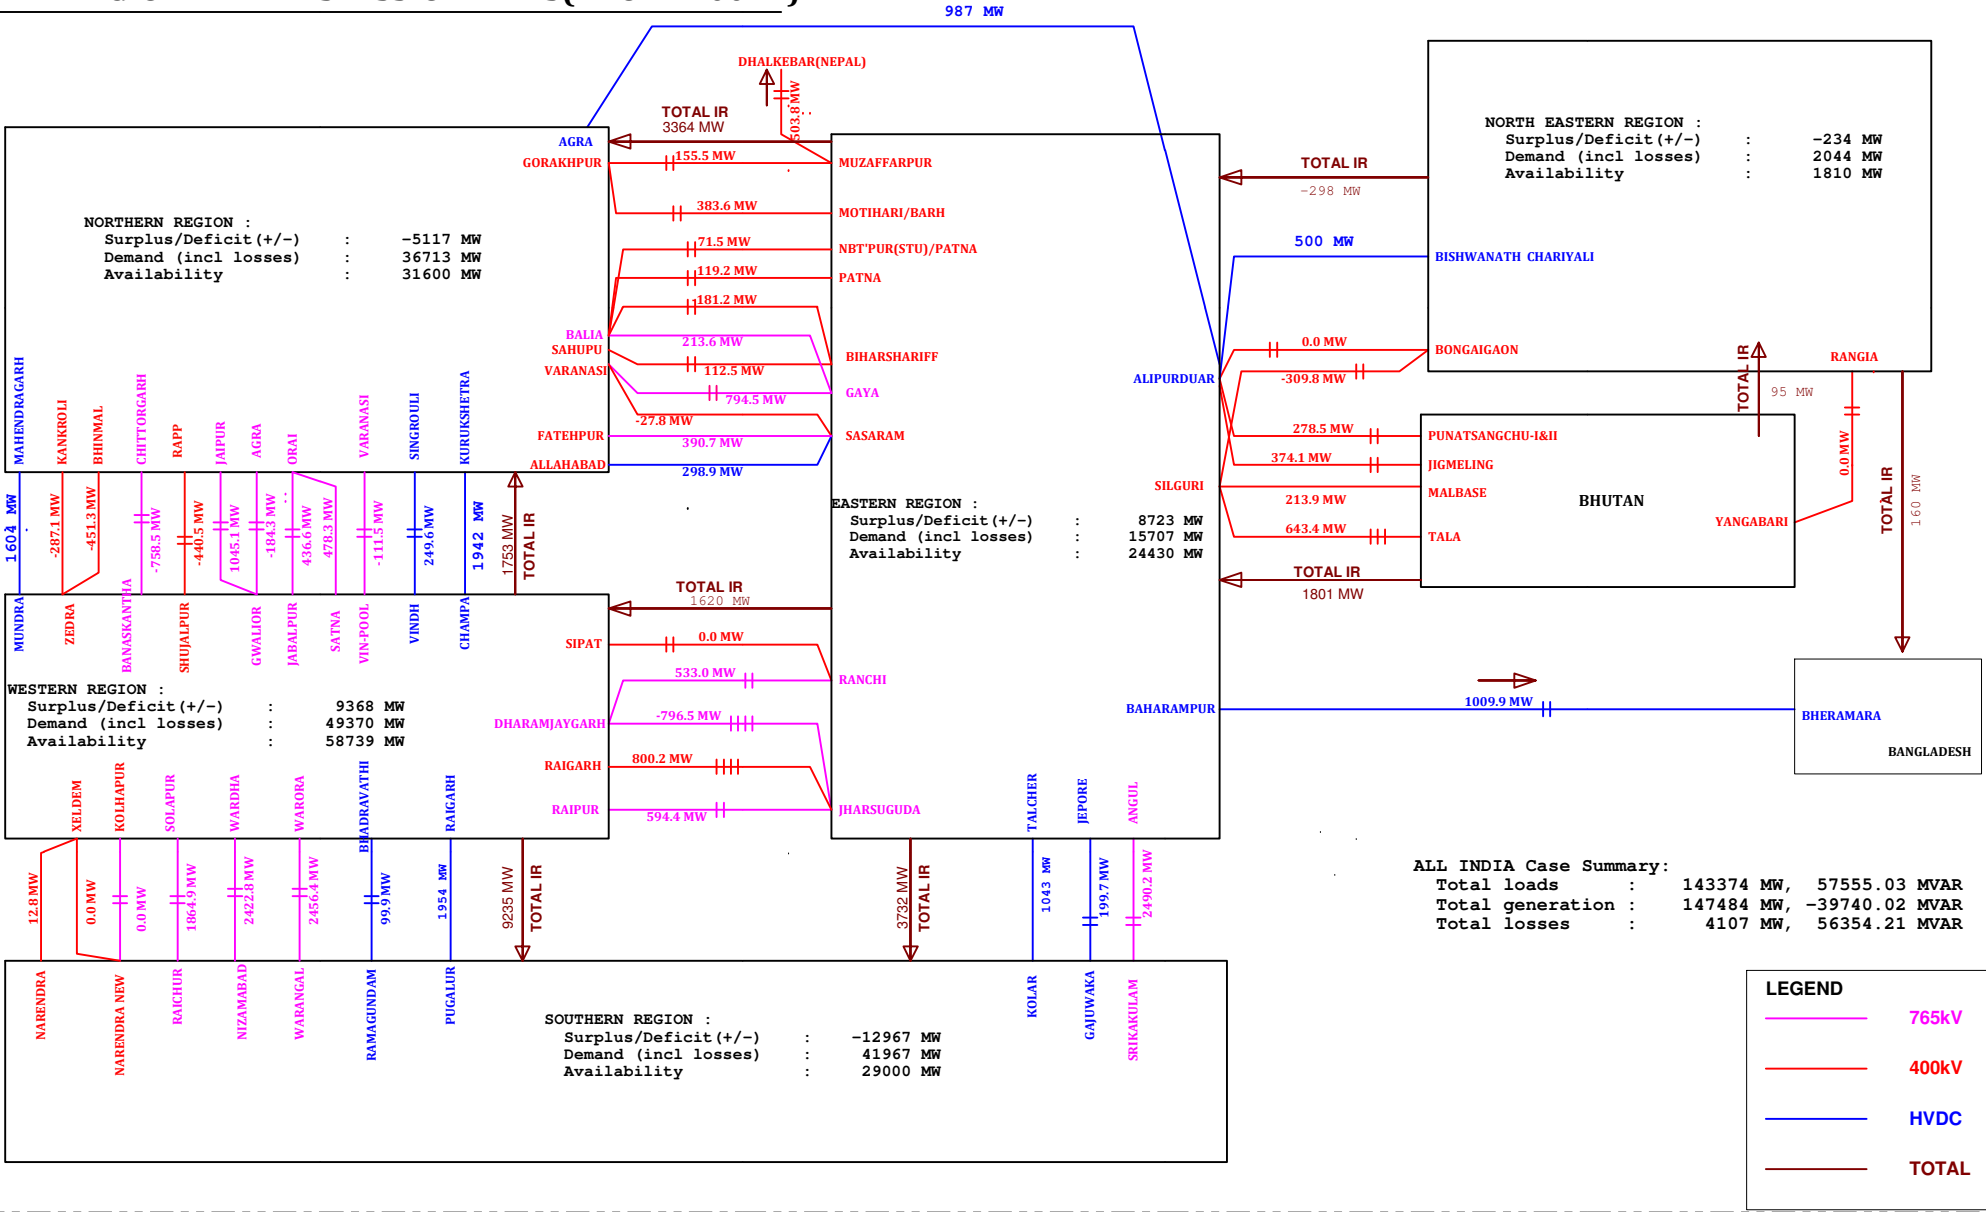 987 MW
DHALKEBAR(NEPAL)
503.8 MW
TOTAL IR
3364 MW
AGRA
GORAKHPUR
155.5 MW
MUZAFFARPUR
383.6 MW
MOTIHARI/BARH
71.5 MW
NBT'PUR(STU)/PATNA
119.2 MW
PATNA
181.2 MW
BALIA
213.6 MW
SAHUPU
BIHARSHARIFF
VARANASI
112.5 MW
794.5 MW
GAYA
-27.8 MW
FATEHPUR
390.7 MW
SASARAM
ALLAHABAD
298.9 MW
NORTHERN REGION :
Surplus/Deficit(+/-) : -5117 MW
Demand (incl losses) : 36713 MW
Availability : 31600 MW
NORTH EASTERN REGION :
Surplus/Deficit(+/-) : -234 MW
Demand (incl losses) : 2044 MW
Availability : 1810 MW
TOTAL IR
-298 MW
500 MW
BISHWANATH CHARIYALI
0.0 MW
BONGAIGAON
-309.8 MW
ALIPURDUAR
RANGIA
TOTAL IR
95 MW
278.5 MW
PUNATSANGCHU-I&II
374.1 MW
JIGMELING
SILGURI
213.9 MW
MALBASE
643.4 MW
TALA
BHUTAN
YANGABARI
0.0 MW
TOTAL IR
160 MW
TOTAL IR
1801 MW
EASTERN REGION :
Surplus/Deficit(+/-) : 8723 MW
Demand (incl losses) : 15707 MW
Availability : 24430 MW
MAHENDRAGARH
KANKROLI
BHINMAL
CHITTORGARH
RAPP
JAIPUR
AGRA
ORAI
VARANASI
SINGROULI
KURUKSHETRA
1604 MW
-287.1 MW
-451.3 MW
-758.5 MW
-440.5 MW
1045.1 MW
-184.3 MW
436.6 MW
478.3 MW
-111.5 MW
249.6 MW
1942 MW
1753 MW
TOTAL IR
MUNDRA
ZEDRA
BANASKANTHA
SHUJALPUR
GWALIOR
JABALPUR
SATNA
VIN-POOL
VINDH
CHAMPA
TOTAL IR
1620 MW
SIPAT
0.0 MW
533.0 MW
RANCHI
DHARAMJAYGARH
-796.5 MW
RAIGARH
800.2 MW
RAIPUR
594.4 MW
JHARSUGUDA
WESTERN REGION :
Surplus/Deficit(+/-) : 9368 MW
Demand (incl losses) : 49370 MW
Availability : 58739 MW
BAHARAMPUR
1009.9 MW
BHERAMARA
BANGLADESH
XELDEM
KOLHAPUR
SOLAPUR
WARDHA
WARORA
BHADRAVATHI
RAIGARH
TALCHER
JEPORE
ANGUL
12.8 MW
0.0 MW
0.0 MW
1864.9 MW
2422.8 MW
2456.4 MW
99.9 MW
1954 MW
9235 MW
TOTAL IR
3732 MW
TOTAL IR
1043 MW
199.7 MW
2490.2 MW
NARENDRA
NARENDRA NEW
RAICHUR
NIZAMABAD
WARANGAL
RAMAGUNDAM
PUGALUR
KOLAR
GAJUWAKA
SRIKAKULAM
SOUTHERN REGION :
Surplus/Deficit(+/-) : -12967 MW
Demand (incl losses) : 41967 MW
Availability : 29000 MW
ALL INDIA Case Summary:
Total loads : 143374 MW, 57555.03 MVAR
Total generation : 147484 MW, -39740.02 MVAR
Total losses : 4107 MW, 56354.21 MVAR
LEGEND
765kV
400kV
HVDC
TOTAL